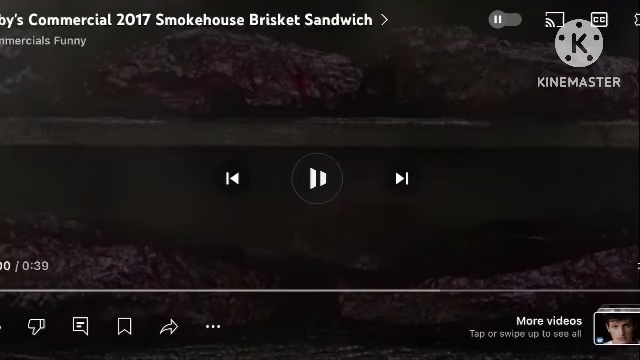 by's Commercial 2017 Smokehouse Brisket Sandwich
mmercials Funny
CC
K
KINEMASTER
00 / 0:39
More videos
Tap or swipe up to see all